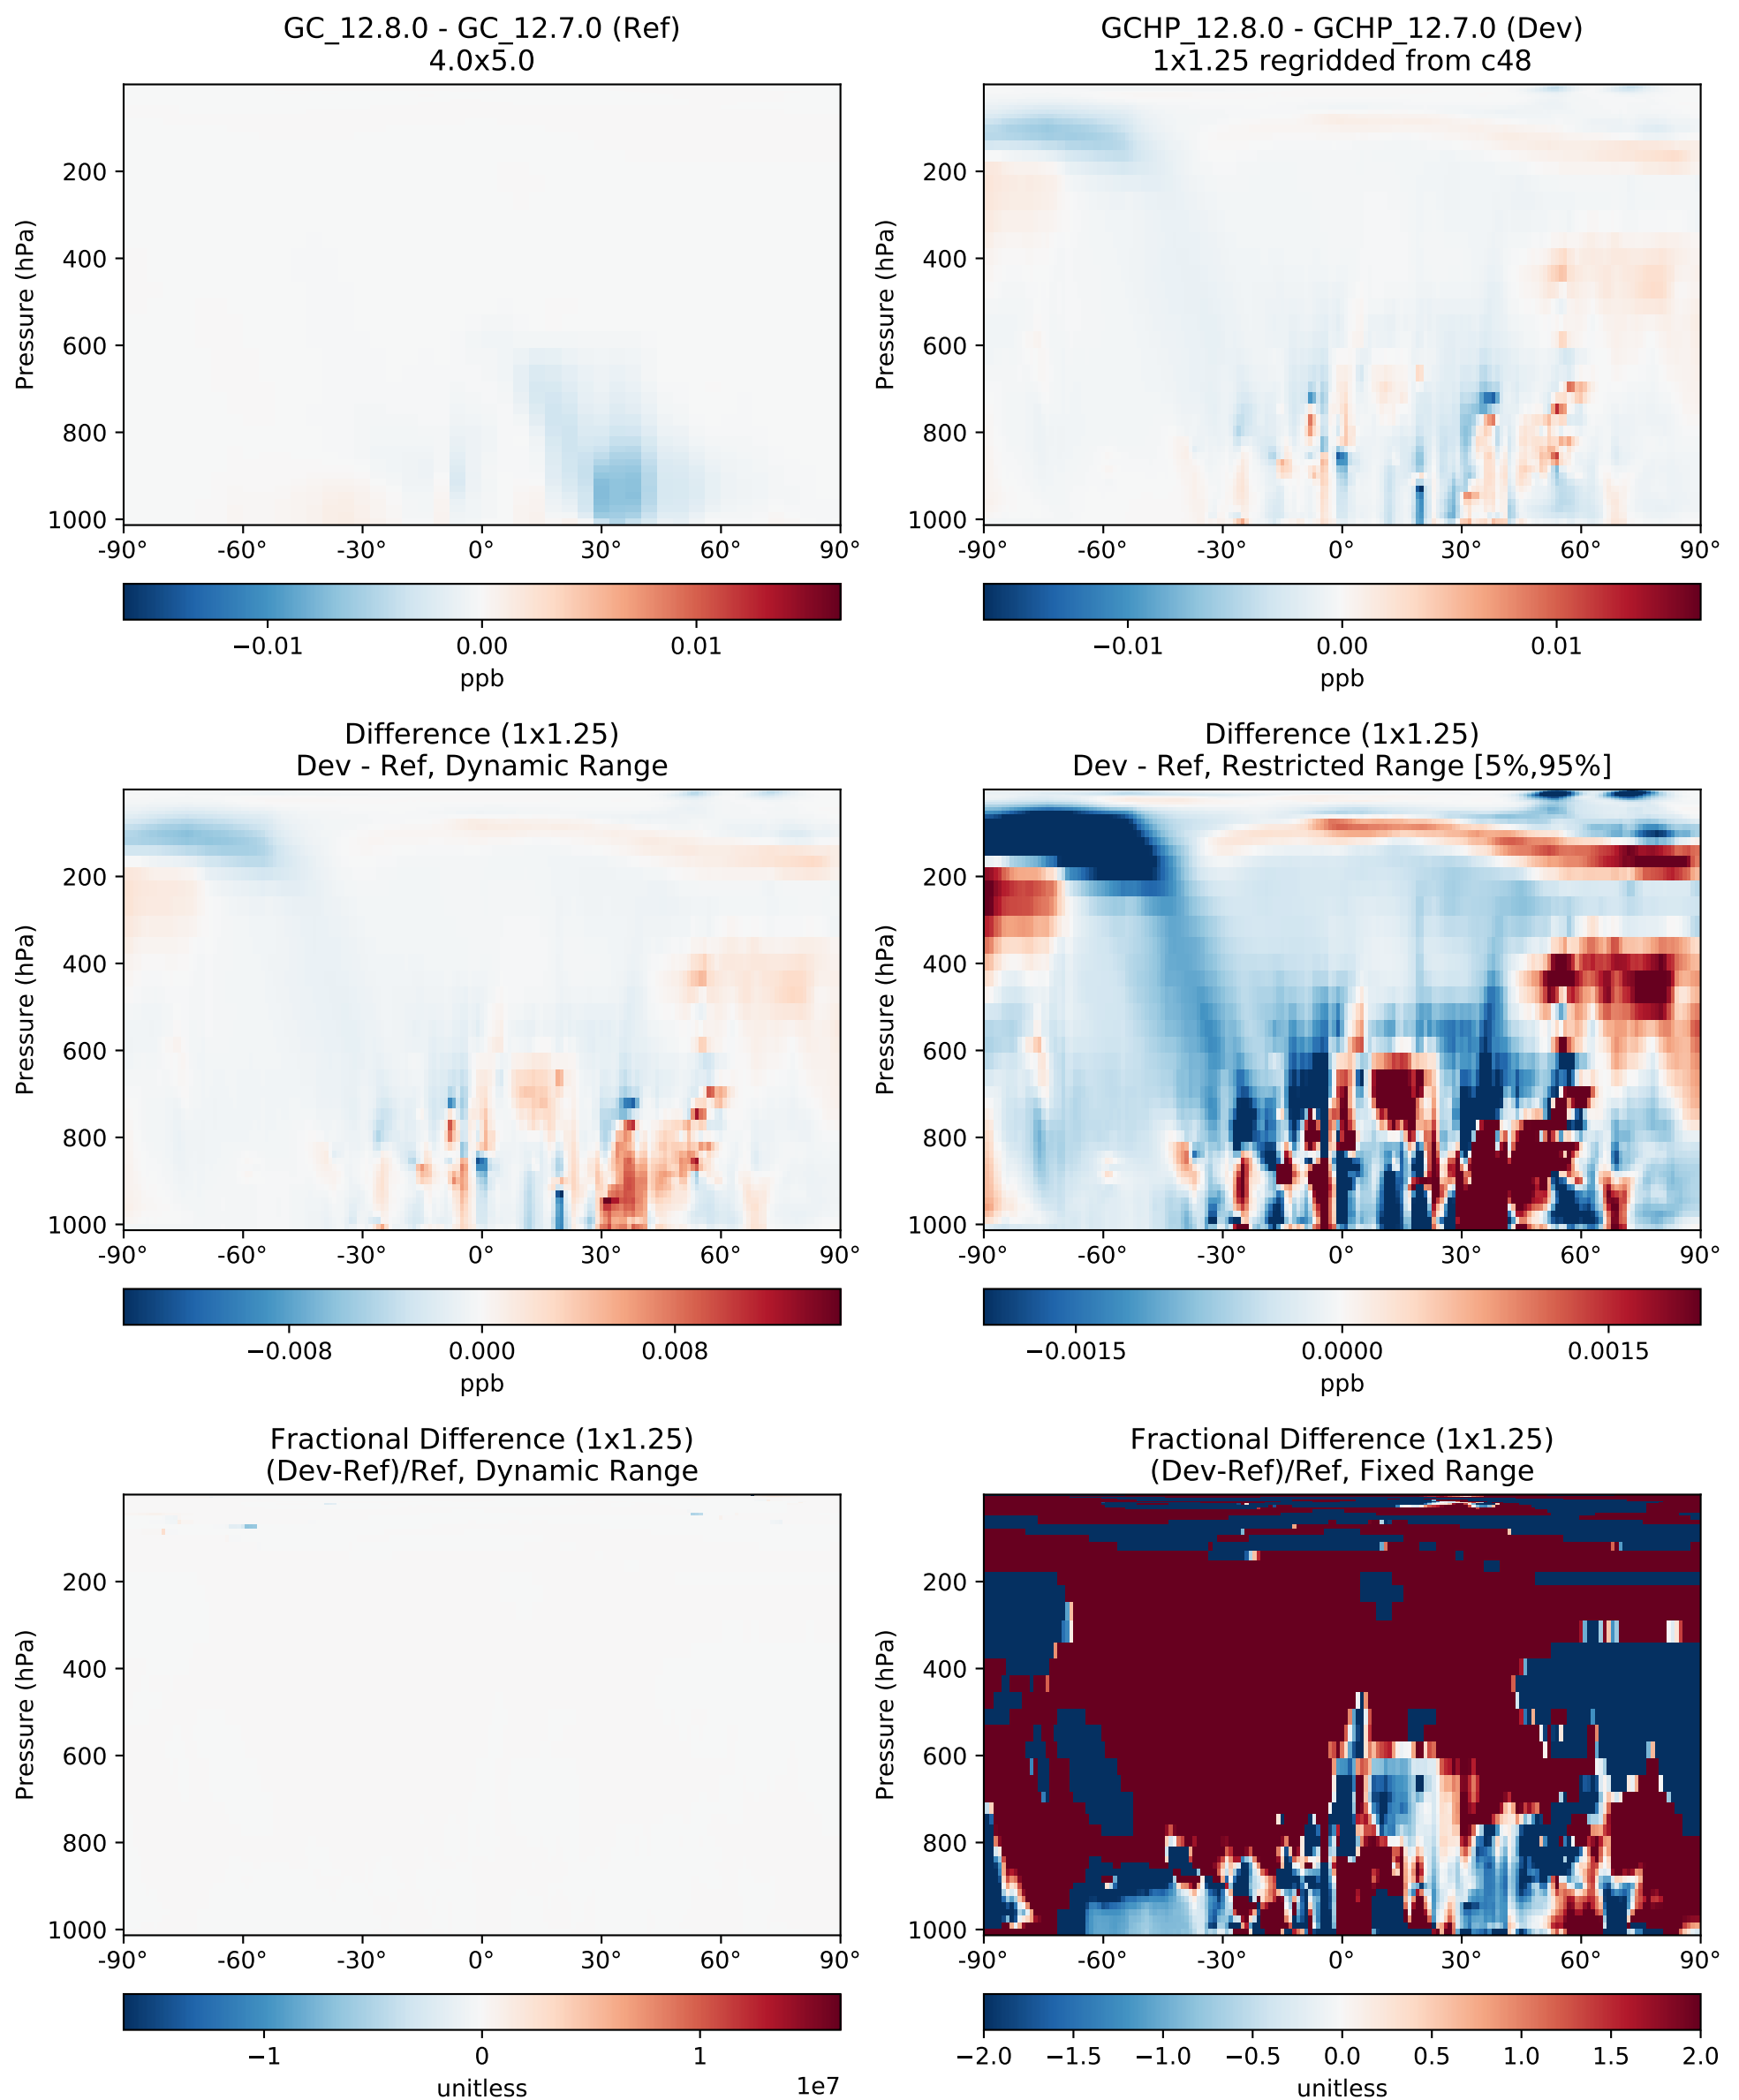 GC_12.8.0 - GC_12.7.0 (Ref)
4.0x5.0
Pressure (hPa)
200
400
600
800
1000
-90° -60° -30° 0° 30° 60° 90°
−0.01 0.00 0.01
ppb
GCHP_12.8.0 - GCHP_12.7.0 (Dev)
1x1.25 regridded from c48
Pressure (hPa)
200
400
600
800
1000
-90° -60° -30° 0° 30° 60° 90°
−0.01 0.00 0.01
ppb
Difference (1x1.25)
Dev - Ref, Dynamic Range
Pressure (hPa)
200
400
600
800
1000
-90° -60° -30° 0° 30° 60° 90°
−0.008 0.000 0.008
ppb
Difference (1x1.25)
Dev - Ref, Restricted Range [5%,95%]
Pressure (hPa)
200
400
600
800
1000
-90° -60° -30° 0° 30° 60° 90°
−0.0015 0.0000 0.0015
ppb
Fractional Difference (1x1.25)
(Dev-Ref)/Ref, Dynamic Range
Pressure (hPa)
200
400
600
800
1000
-90° -60° -30° 0° 30° 60° 90°
−1 0 1
unitless 1e7
Fractional Difference (1x1.25)
(Dev-Ref)/Ref, Fixed Range
Pressure (hPa)
200
400
600
800
1000
-90° -60° -30° 0° 30° 60° 90°
−2.0 −1.5 −1.0 −0.5 0.0 0.5 1.0 1.5 2.0
unitless